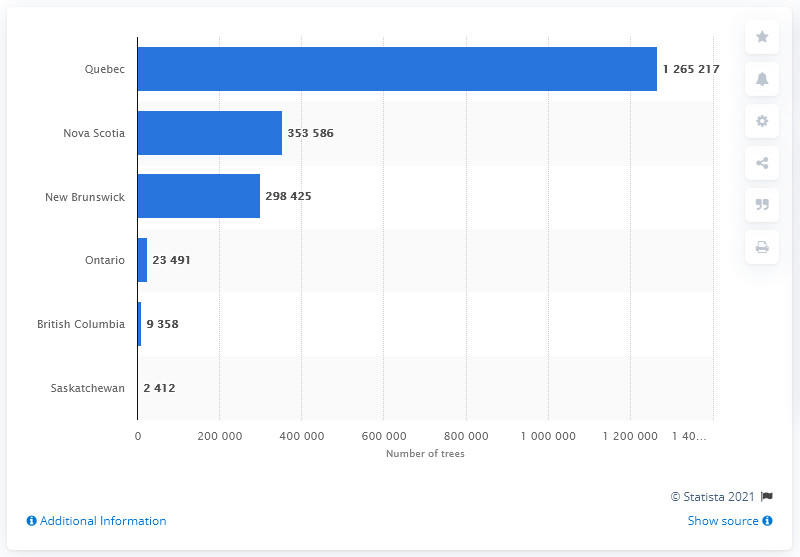 Quebec 1 265 217
Nova Scotia 353 586
New Brunswick 298 425
Ontario 23 491
British Columbia 9 358
Saskatchewan 2 412
0 200 000 400 000 600 000 800 000 1 000 000 1 200 000 1 40...
Number of trees
© Statista 2021
Additional Information Show source